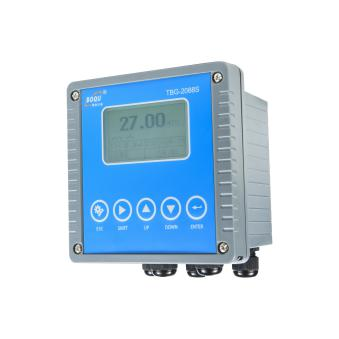 BOQU
TBG-2088S
27.00
ESC
SHIFT
UP
DOWN
ENTER